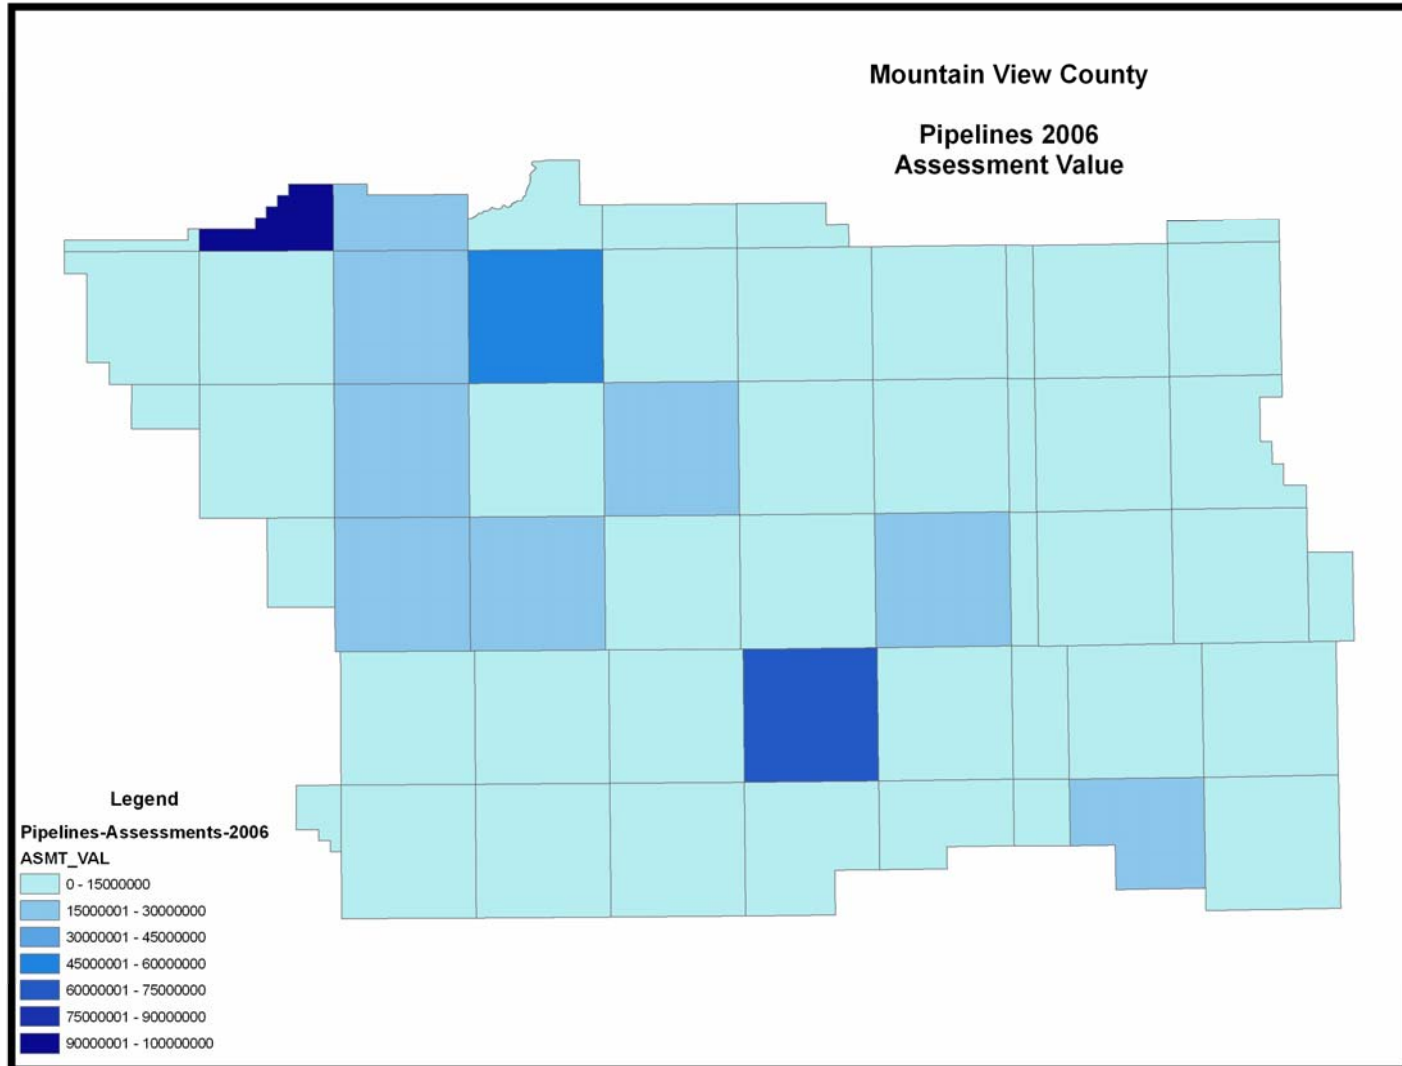 Mountain View County
Pipelines 2006
Assessment Value
Legend
Pipelines-Assessments-2006
ASMT_VAL
0 - 15000000
15000001 - 30000000
30000001 - 45000000
45000001 - 60000000
60000001 - 75000000
75000001 - 90000000
90000001 - 100000000